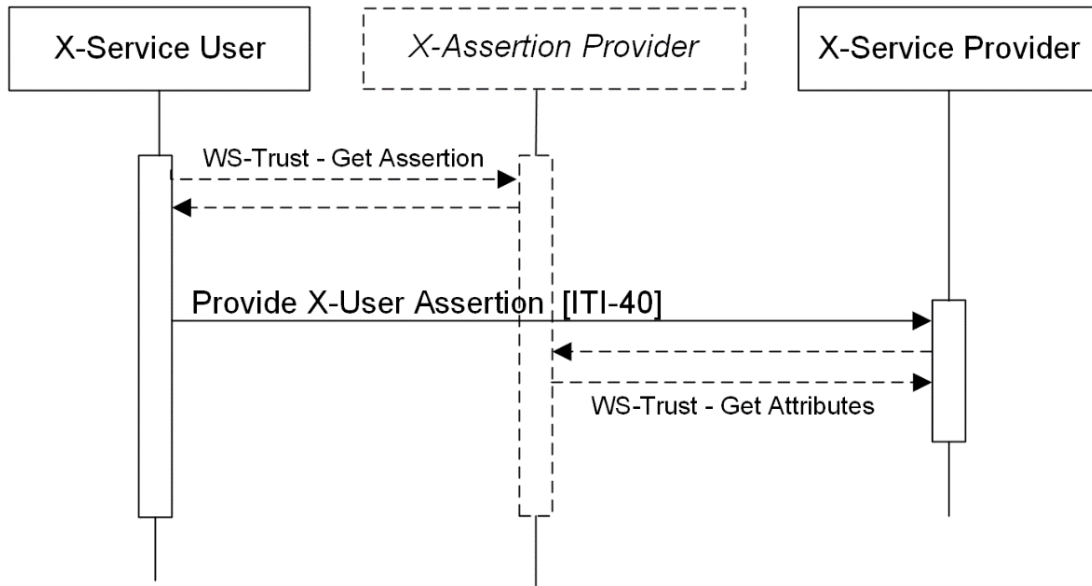 X-Service User
X-Assertion Provider
X-Service Provider
WS-Trust - Get Assertion
Provide X-User Assertion [ITI-40]
WS-Trust - Get Attributes